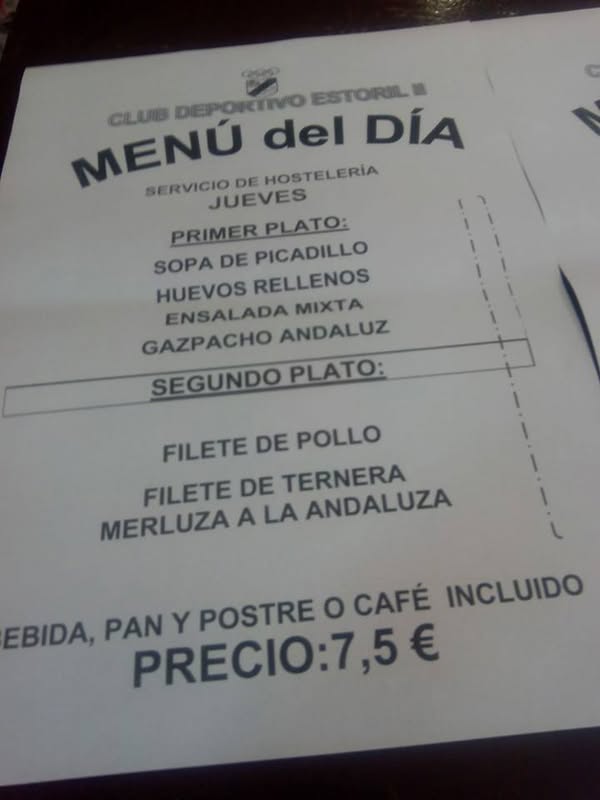 CLUB DEPORTIVO ESTORIL II
MENÚ del DÍA
SERVICIO DE HOSTELERÍA
JUEVES
PRIMER PLATO:
SOPA DE PICADILLO
HUEVOS RELLENOS
ENSALADA MIXTA
GAZPACHO ANDALUZ
SEGUNDO PLATO:
FILETE DE POLLO
FILETE DE TERNERA
MERLUZA A LA ANDALUZA
BEBIDA, PAN Y POSTRE O CAFÉ INCLUIDO
PRECIO:7,5 €